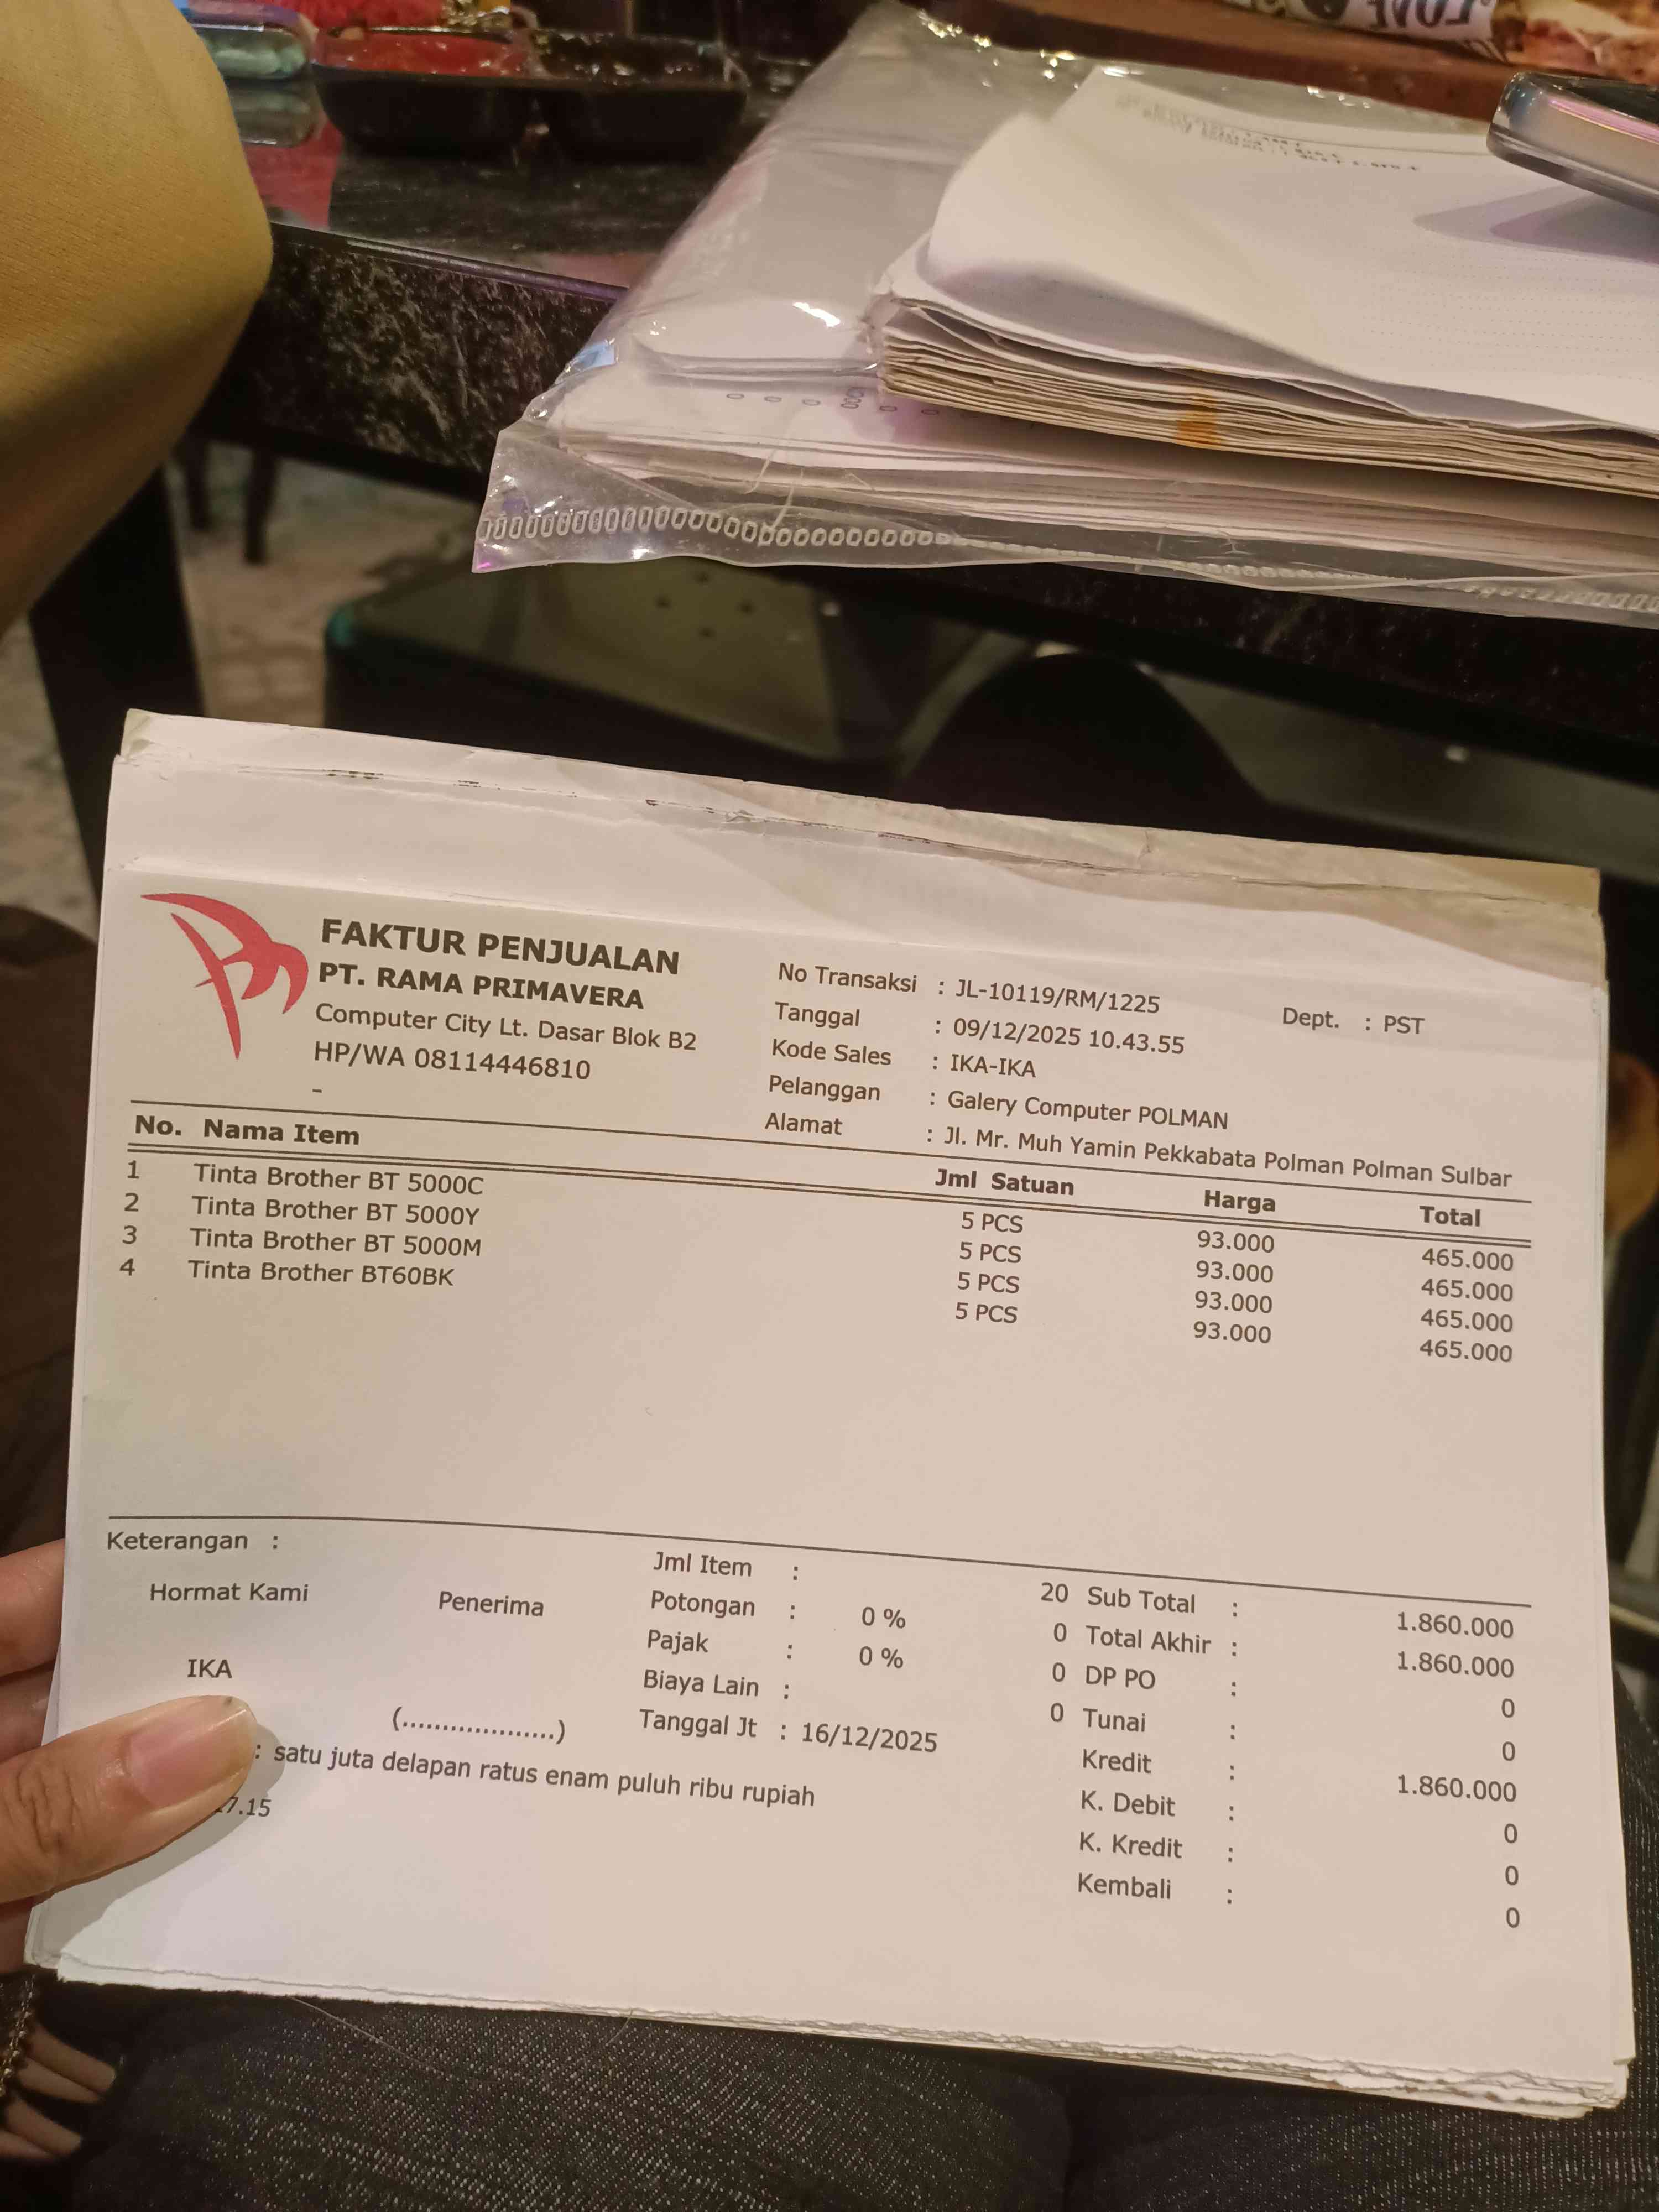 FAKTUR PENJUALAN
PT. RAMA PRIMAVERA
Computer City Lt. Dasar Blok B2
HP/WA 08114446810
-
No Transaksi : JL-10119/RM/1225 Dept. : PST
Tanggal : 09/12/2025 10.43.55
Kode Sales : IKA-IKA
Pelanggan : Galery Computer POLMAN
Alamat : Jl. Mr. Muh Yamin Pekkabata Polman Polman Sulbar
No. Nama Item Jml Satuan Harga Total
1 Tinta Brother BT 5000C 5 PCS 93.000 465.000
2 Tinta Brother BT 5000Y 5 PCS 93.000 465.000
3 Tinta Brother BT 5000M 5 PCS 93.000 465.000
4 Tinta Brother BT60BK 5 PCS 93.000 465.000
Keterangan :
Hormat Kami Penerima
IKA
(...................)
Jml Item : 20
Potongan : 0 % 0
Pajak : 0 % 0
Biaya Lain : 0
Tanggal Jt : 16/12/2025
Sub Total : 1.860.000
Total Akhir : 1.860.000
DP PO : 0
Tunai : 0
Kredit : 1.860.000
K. Debit : 0
K. Kredit : 0
Kembali : 0
: satu juta delapan ratus enam puluh ribu rupiah
7.15
LOVE